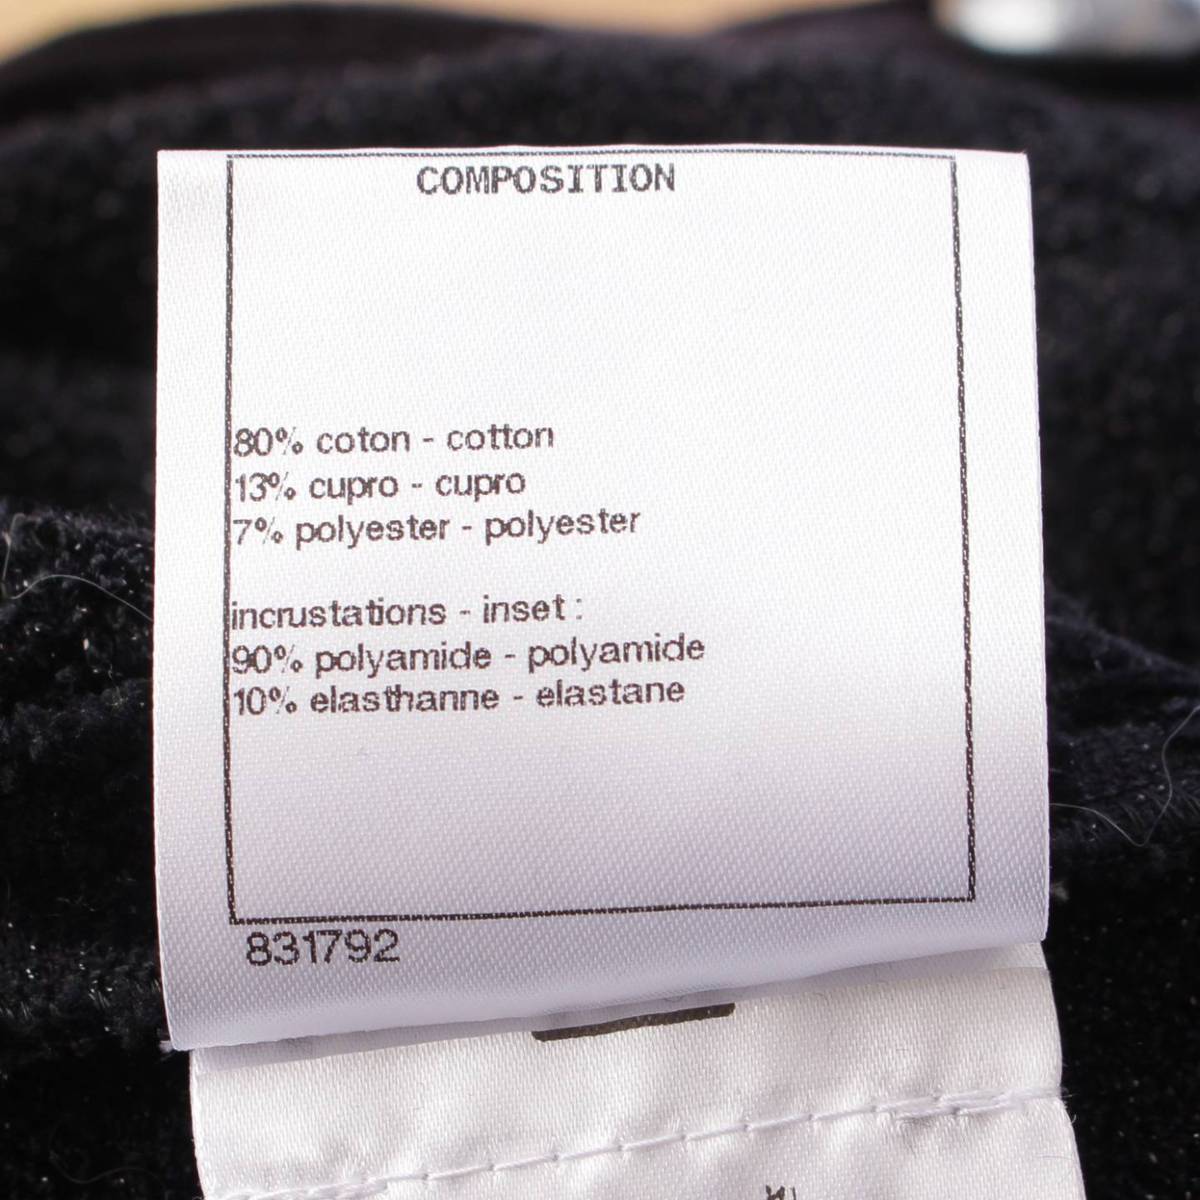 COMPOSITION
80% coton - cotton
13% cupro - cupro
7% polyester - polyester
incrustations - inset :
90% polyamide - polyamide
10% elasthanne - elastane
831792